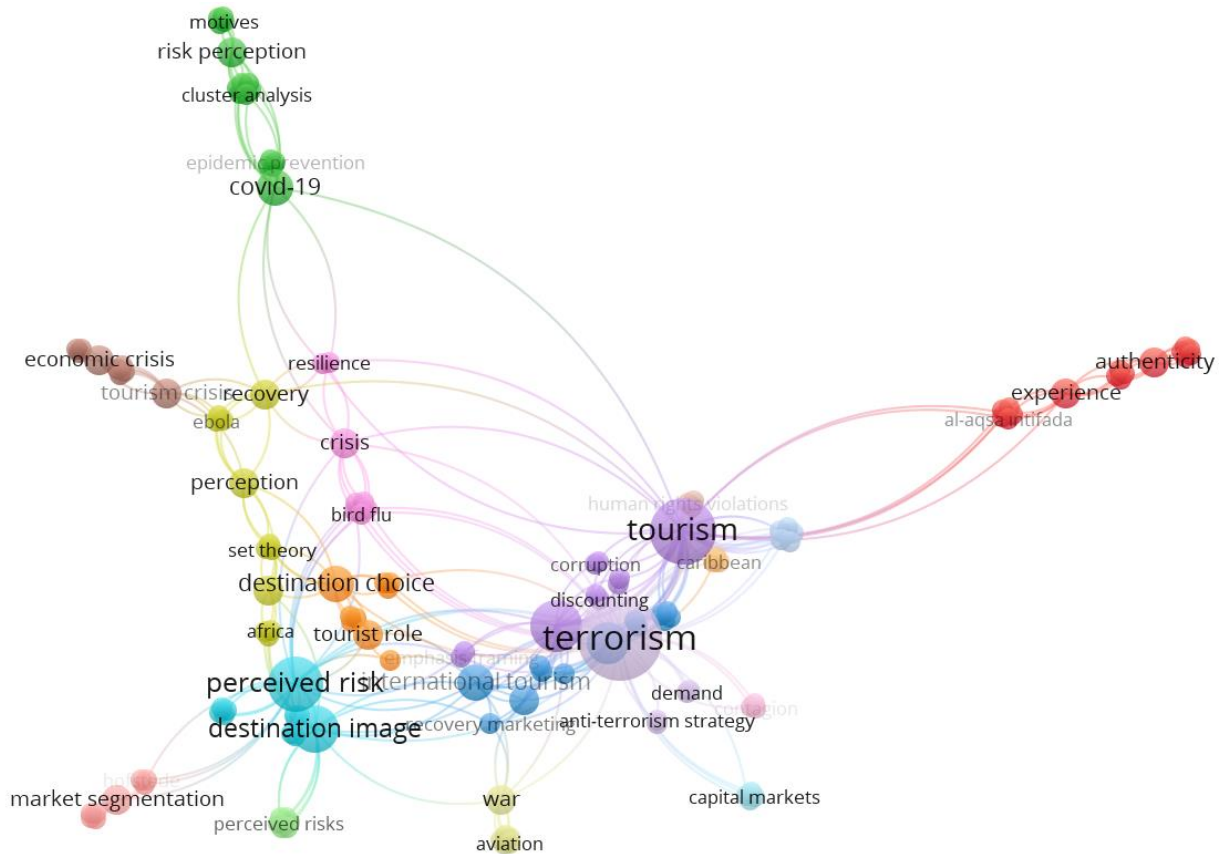 motives
risk perception
cluster analysis
epidemic prevention
covid-19
economic crisis
resilience
authenticity
tourism crisis
recovery
experience
ebola
al-aqsa intifada
crisis
perception
human rights violations
bird flu
tourism
set theory
corruption
caribbean
destination choice
discounting
africa
tourist role
terrorism
emphasis framing
perceived risk
international tourism
demand
contagion
destination image
recovery marketing
anti-terrorism strategy
hofstede
market segmentation
war
capital markets
perceived risks
aviation